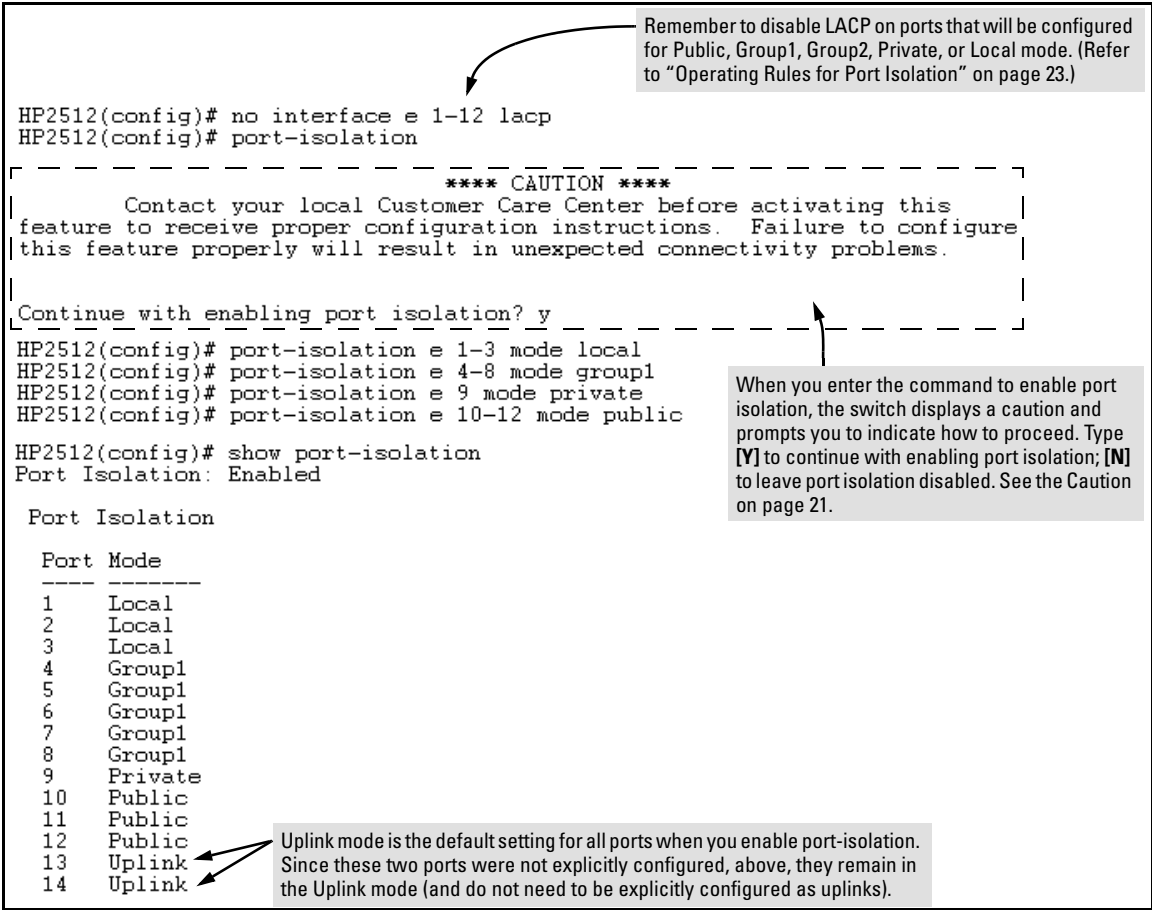 Remember to disable LACP on ports that will be configured
for Public, Group1, Group2, Private, or Local mode. (Refer
to “Operating Rules for Port Isolation” on page 23.)
HP2512(config)# no interface e 1-12 lacp
HP2512(config)# port-isolation
**** CAUTION ****
Contact your local Customer Care Center before activating this
feature to receive proper configuration instructions.  Failure to configure
this feature properly will result in unexpected connectivity problems.
Continue with enabling port isolation? y
HP2512(config)# port-isolation e 1-3 mode local
HP2512(config)# port-isolation e 4-8 mode group1
HP2512(config)# port-isolation e 9 mode private
HP2512(config)# port-isolation e 10-12 mode public
When you enter the command to enable port
isolation, the switch displays a caution and
prompts you to indicate how to proceed. Type
[Y] to continue with enabling port isolation; [N]
to leave port isolation disabled. See the Caution
on page 21.
HP2512(config)# show port-isolation
Port Isolation: Enabled
Port Isolation
Port Mode
---- -------
1 Local
2 Local
3 Local
4 Group1
5 Group1
6 Group1
7 Group1
8 Group1
9 Private
10 Public
11 Public
12 Public
13 Uplink
14 Uplink
Uplink mode is the default setting for all ports when you enable port-isolation.
Since these two ports were not explicitly configured, above, they remain in
the Uplink mode (and do not need to be explicitly configured as uplinks).